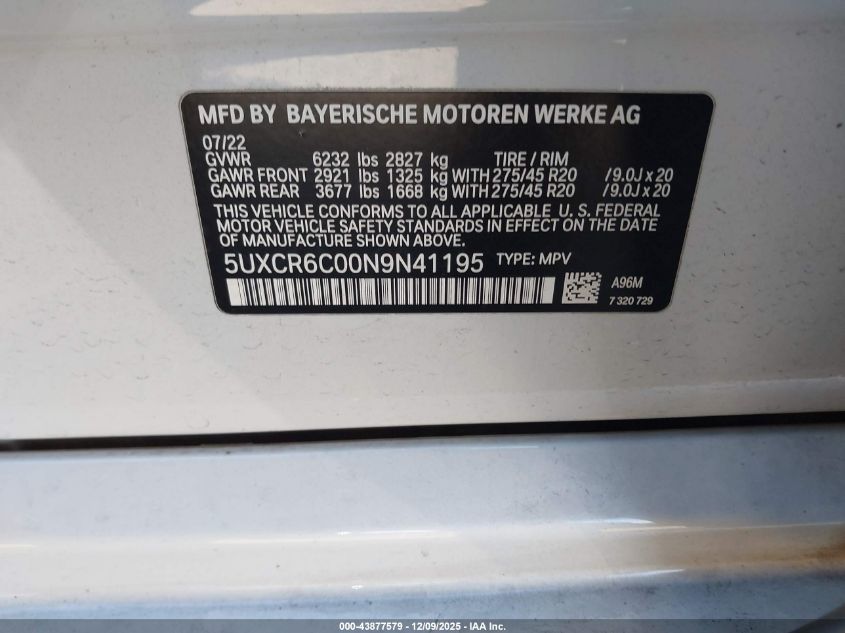 MFD BY BAYERISCHE MOTOREN WERKE AG
07/22
GVWR 6232 lbs 2827 kg TIRE / RIM
GAWR FRONT 2921 lbs 1325 kg WITH 275/45 R20 /9.0J x 20
GAWR REAR 3677 lbs 1668 kg WITH 275/45 R20 /9.0J x 20
THIS VEHICLE CONFORMS TO ALL APPLICABLE U. S. FEDERAL
MOTOR VEHICLE SAFETY STANDARDS IN EFFECT ON THE DATE
OF MANUFACTURE SHOWN ABOVE.
5UXCR6C00N9N41195 TYPE: MPV
A96M
7 320 729
000-43877579 | 12/09/2025 - IAA Inc.